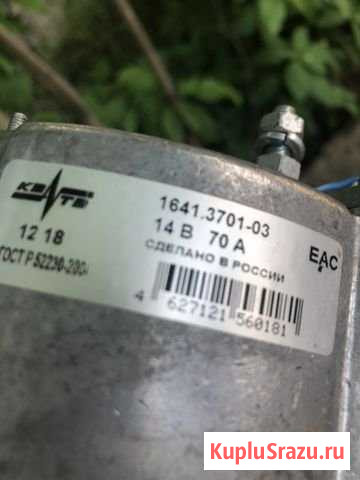 КЗАТЭ
1641.3701-03
12 18
14 В 70 А
ГОСТ Р 52230-200
СДЕЛАНО В РОССИИ
EAC
4 627121 560181
KupluSrazu.ru